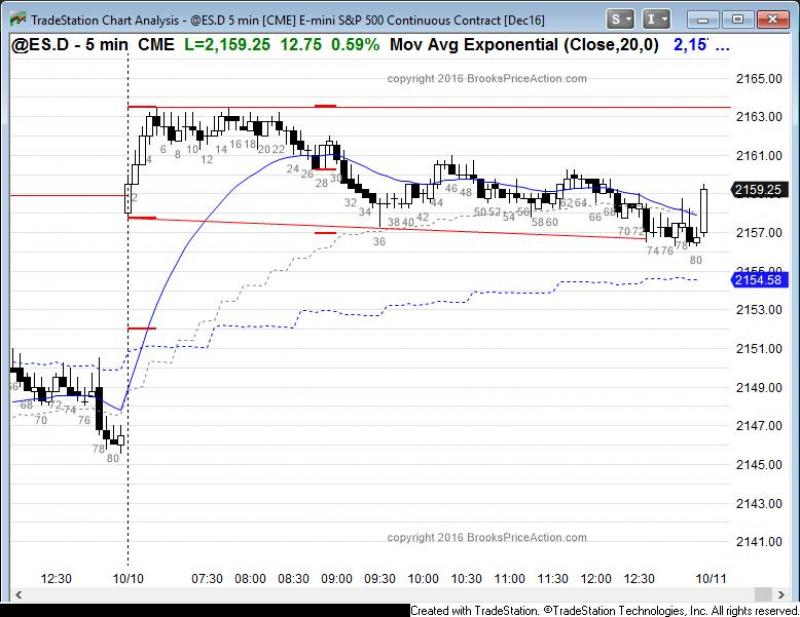 TradeStation Chart Analysis - @ES.D 5 min [CME] E-mini S&P 500 Continuous Contract [Dec16]
S I
@ES.D - 5 min CME L=2,159.25 12.75 0.59% Mov Avg Exponential (Close,20,0) 2,15 ...
copyright 2016 BrooksPriceAction.com
2165.00
2163.00
2161.00
2159.25
2157.00
2155.00
2154.58
2153.00
2151.00
2149.00
2147.00
2145.00
2143.00
2141.00
68 70 72 74 76 78 80
2 4 6 8 10 12 14 16 18 20 22 24 26 28 30 32 34 36 38 40 42 44 46 48 50 52 54 56 58 60 62 64 66 68 70 72 74 76 78 80
copyright 2016 BrooksPriceAction.com
12:30 10/10 07:30 08:00 08:30 09:00 09:30 10:00 10:30 11:00 11:30 12:00 12:30 10/11
Created with TradeStation. ©TradeStation Technologies, Inc. All rights reserved.